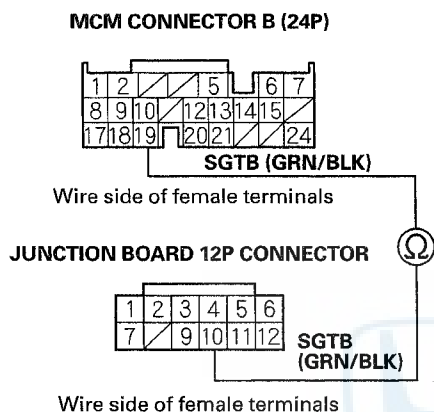 MCM CONNECTOR B (24P)
1 2 5 6 7
8 9 10 12 13 14 15
17 18 19 20 21 24
SGTB (GRN/BLK)
Wire side of female terminals
JUNCTION BOARD 12P CONNECTOR
Ω
1 2 3 4 5 6
7 9 10 11 12
SGTB
(GRN/BLK)
Wire side of female terminals